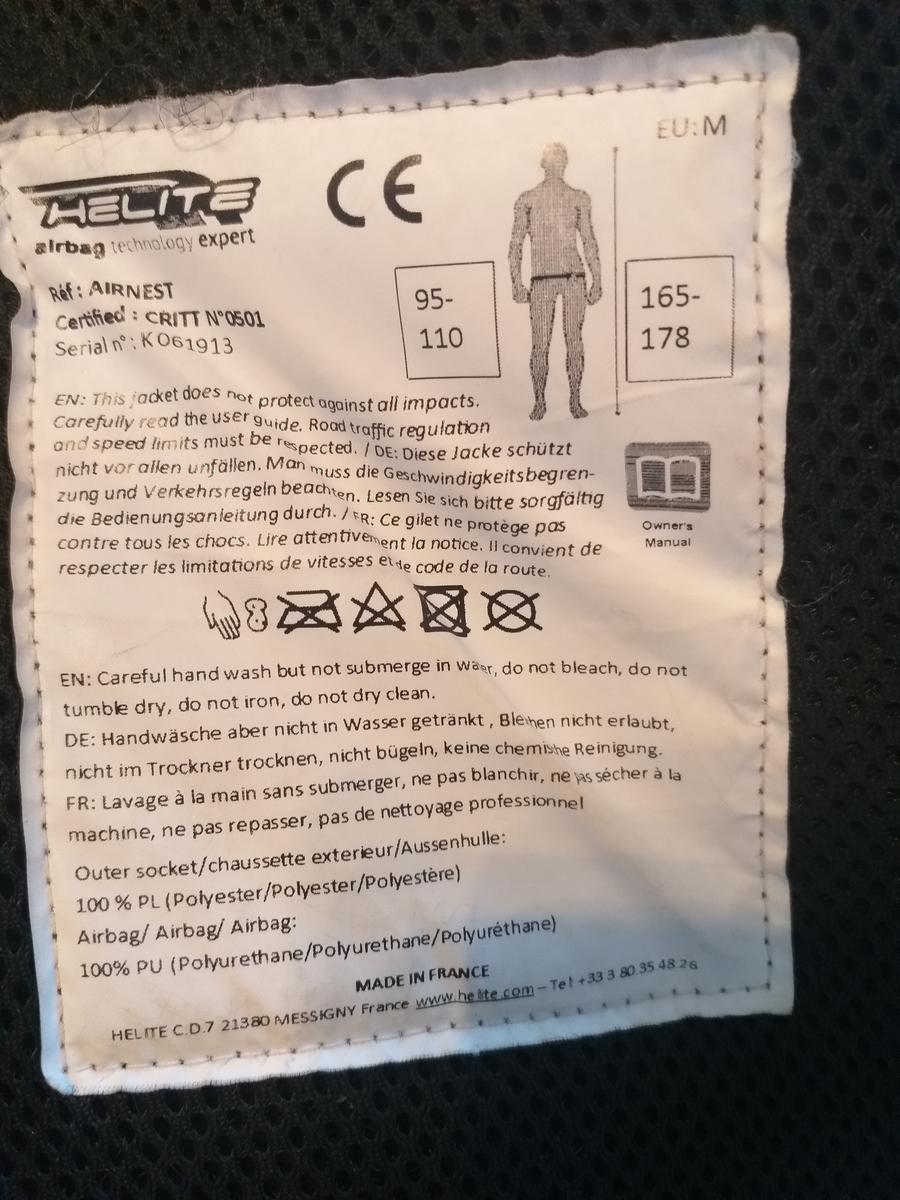 EU: M
HELITE
airbag technology expert
CE
Réf : AIRNEST
Certified : CRITT N°0501
Serial n° : K061913
95-
110
165-
178
EN: This jacket does not protect against all impacts.
Carefully read the user guide. Road traffic regulation
and speed limits must be respected. / DE: Diese Jacke schützt
nicht vor allen unfällen. Man muss die Geschwindigkeitsbegren-
zung und Verkehrsregeln beachten. Lesen Sie sich bitte sorgfältig
die Bedienungsanleitung durch. / FR: Ce gilet ne protège pas
contre tous les chocs. Lire attentivement la notice. Il convient de
respecter les limitations de vitesses et le code de la route.
Owner's
Manual
EN: Careful hand wash but not submerge in water, do not bleach, do not
tumble dry, do not iron, do not dry clean.
DE: Handwäsche aber nicht in Wasser getränkt , Bleihen nicht erlaubt,
nicht im Trockner trocknen, nicht bügeln, keine chemishe Reinigung.
FR: Lavage à la main sans submerger, ne pas blanchir, ne pas sécher à la
machine, ne pas repasser, pas de nettoyage professionnel
Outer socket/chaussette exterieur/Aussenhulle:
100 % PL (Polyester/Polyester/Polyestère)
Airbag/ Airbag/ Airbag:
100% PU (Polyurethane/Polyurethane/Polyuréthane)
MADE IN FRANCE
HELITE C.D.7 21380 MESSIGNY France www.helite.com – Tel +33 3 80 35 48 26